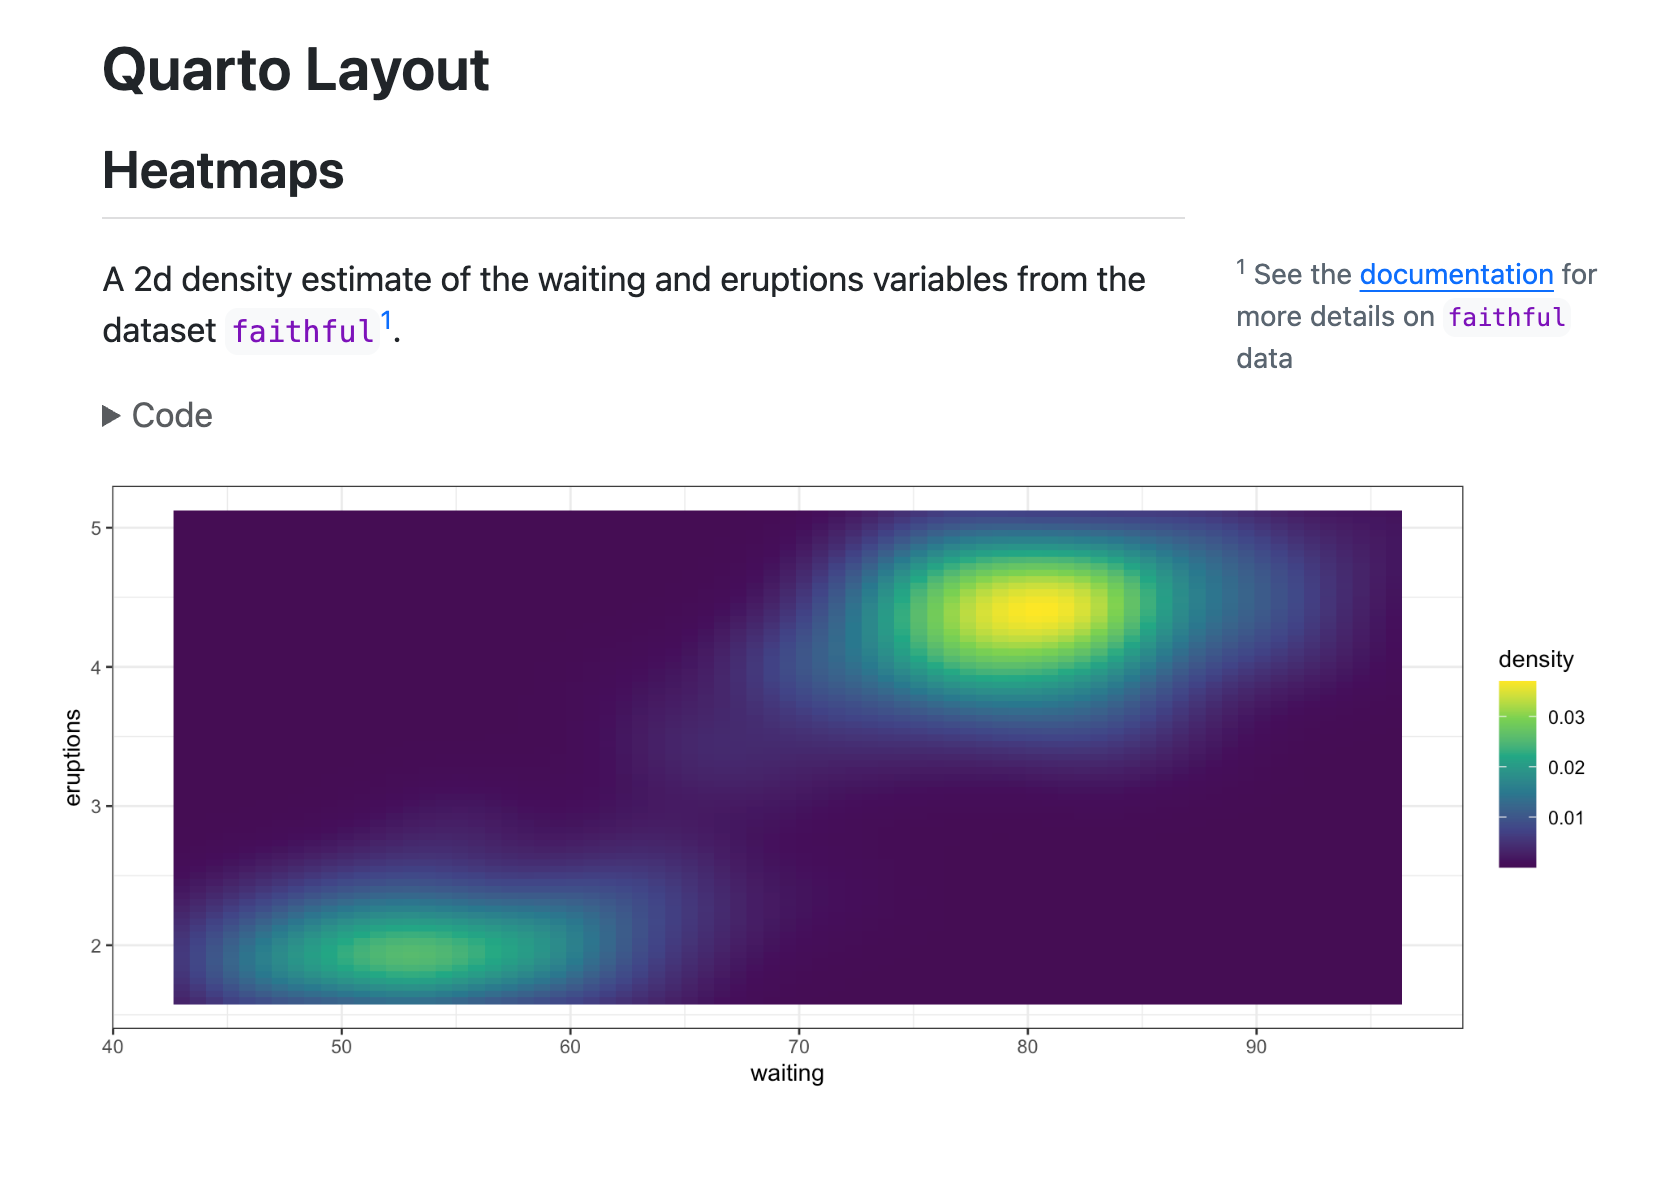 Quarto Layout
Heatmaps
A 2d density estimate of the waiting and eruptions variables from the
dataset faithful1.
1 See the documentation for
more details on faithful
data
Code
5
4
3
2
eruptions
40 50 60 70 80 90
waiting
density
0.03
0.02
0.01